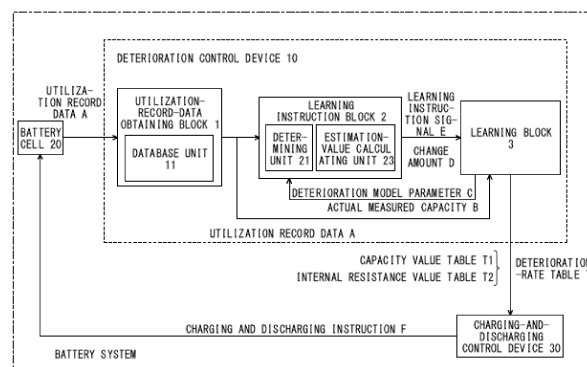 DETERIORATION CONTROL DEVICE 10
UTILIZA-
TION RECORD
DATA A
BATTERY
CELL 20
UTILIZATION-
RECORD-DATA
OBTAINING BLOCK 1
DATABASE UNIT
11
LEARNING
INSTRUCTION BLOCK 2
DETER-
MINING
UNIT 21
ESTIMATION-
VALUE CALCUL
ATING UNIT 23
LEARNING
INSTRUC-
TION SIG-
NAL E
CHANGE
AMOUNT D
LEARNING BLOCK
3
DETERIORATION MODEL PARAMETER C
ACTUAL MEASURED CAPACITY B
UTILIZATION RECORD DATA A
CAPACITY VALUE TABLE T1
INTERNAL RESISTANCE VALUE TABLE T2
DETERIORATION
-RATE TABLE T
CHARGING AND DISCHARGING INSTRUCTION F
CHARGING-AND-
DISCHARGING
CONTROL DEVICE 30
BATTERY SYSTEM